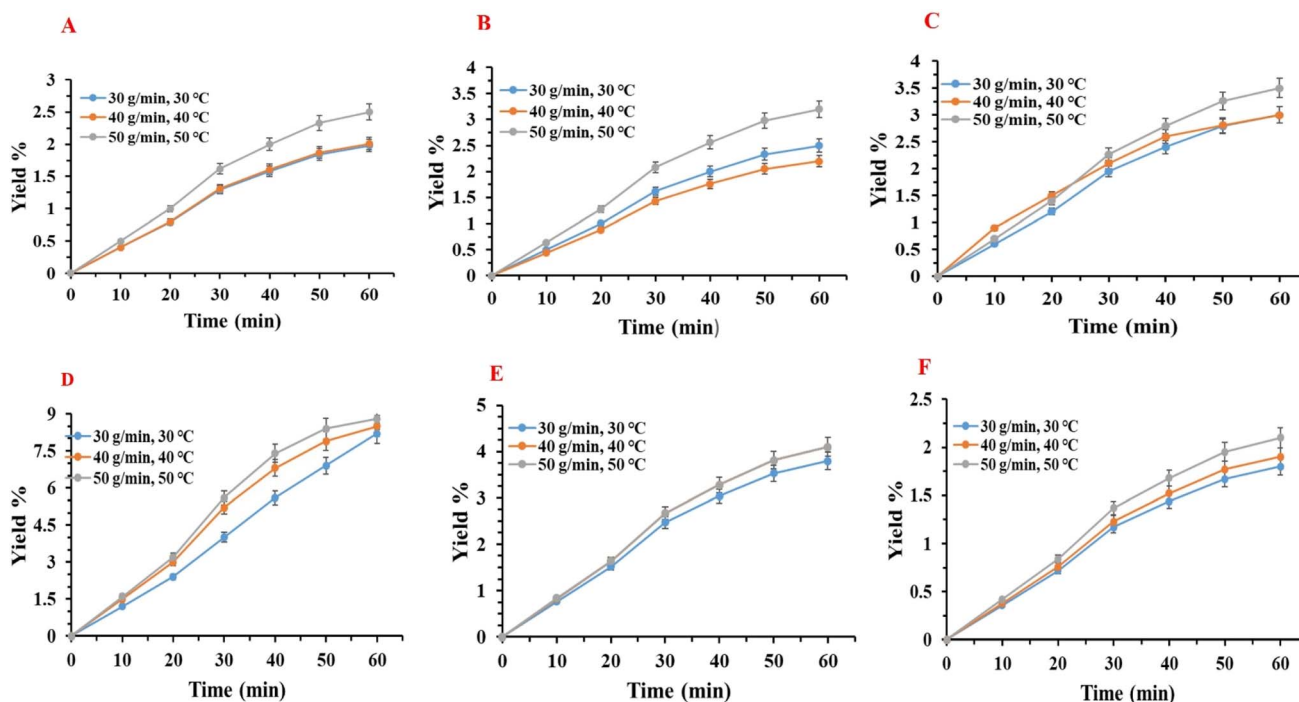 A
3
2.5
2
1.5
1
0.5
0
Yield %
30 g/min, 30 °C
40 g/min, 40 °C
50 g/min, 50 °C
0 10 20 30 40 50 60
Time (min)
B
4
3.5
3
2.5
2
1.5
1
0.5
0
Yield %
30 g/min, 30 °C
40 g/min, 40 °C
50 g/min, 50 °C
0 10 20 30 40 50 60
Time (min)
C
4
3.5
3
2.5
2
1.5
1
0.5
0
Yield %
30 g/min, 30 °C
40 g/min, 40 °C
50 g/min, 50 °C
0 10 20 30 40 50 60
Time (min)
D
9
7.5
6
4.5
3
1.5
0
Yield %
30 g/min, 30 °C
40 g/min, 40 °C
50 g/min, 50 °C
0 10 20 30 40 50 60
Time (min)
E
5
4
3
2
1
0
Yield %
30 g/min, 30 °C
40 g/min, 40 °C
50 g/min, 50 °C
0 10 20 30 40 50 60
Time (min)
F
2.5
2
1.5
1
0.5
0
Yield %
30 g/min, 30 °C
40 g/min, 40 °C
50 g/min, 50 °C
0 10 20 30 40 50 60
Time (min)